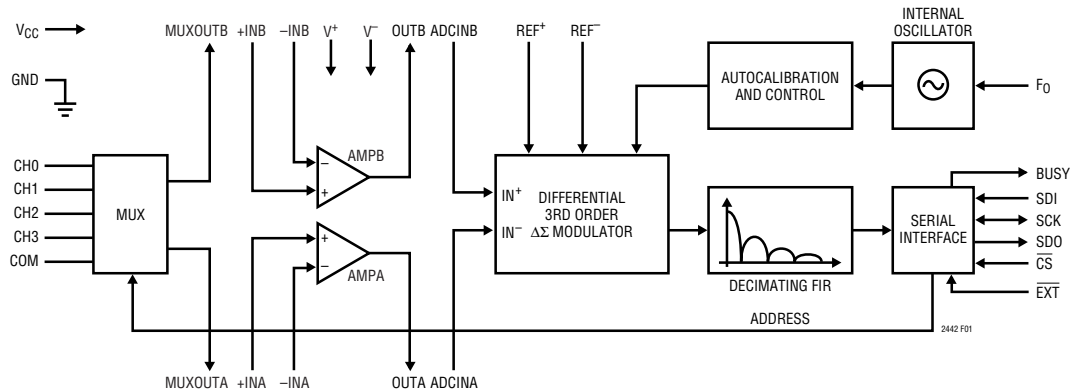 VCC
GND
MUXOUTB +INB –INB V+ V– OUTB ADCINB REF+ REF–
INTERNAL
OSCILLATOR
AUTOCALIBRATION
AND CONTROL
FO
CH0
CH1
CH2
CH3
COM
MUX
AMPB
–
+
+
–
AMPA
IN+
IN–
DIFFERENTIAL
3RD ORDER
ΔΣ MODULATOR
DECIMATING FIR
SERIAL
INTERFACE
BUSY
SDI
SCK
SDO
C̅S̅
E̅X̅T̅
ADDRESS
2442 F01
MUXOUTA +INA –INA OUTA ADCINA